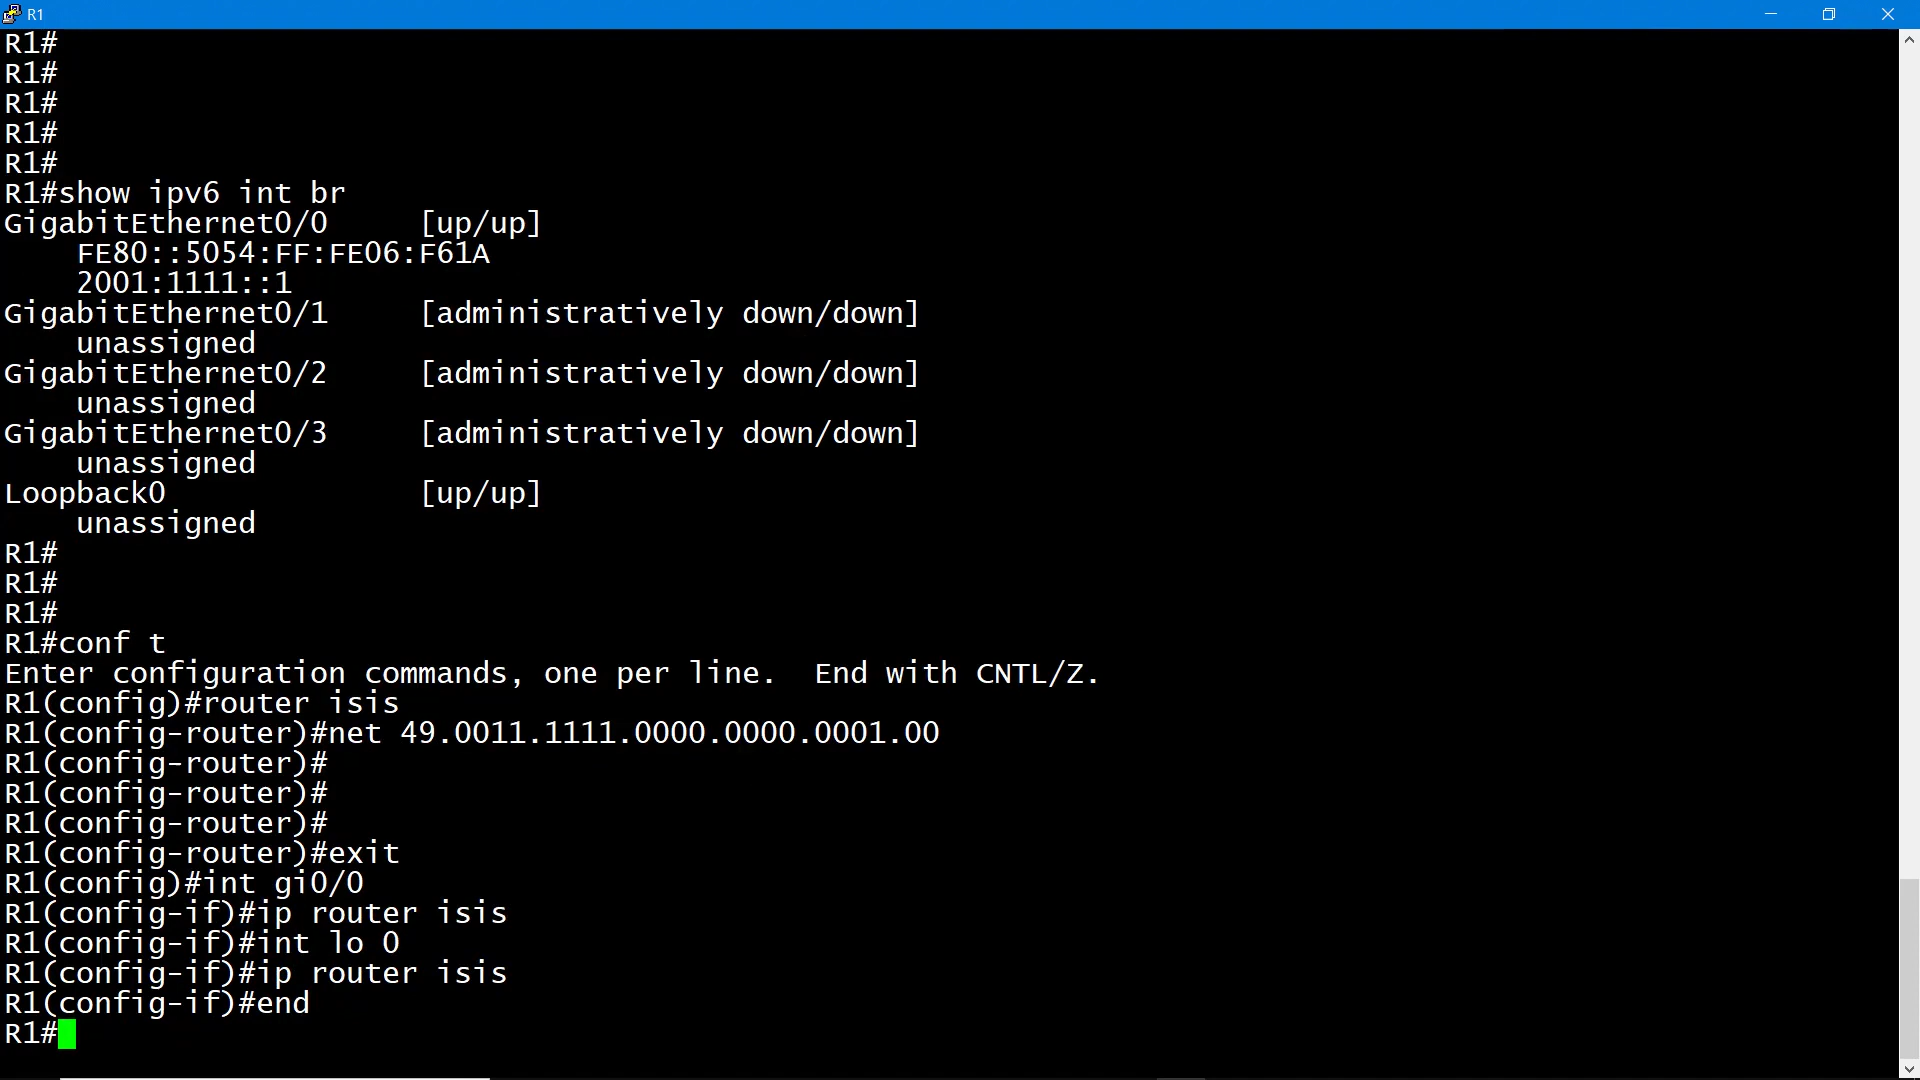 R1
R1#
R1#
R1#
R1#
R1#
R1#show ipv6 int br
GigabitEthernet0/0     [up/up]
    FE80::5054:FF:FE06:F61A
    2001:1111::1
GigabitEthernet0/1     [administratively down/down]
    unassigned
GigabitEthernet0/2     [administratively down/down]
    unassigned
GigabitEthernet0/3     [administratively down/down]
    unassigned
Loopback0              [up/up]
    unassigned
R1#
R1#
R1#
R1#conf t
Enter configuration commands, one per line.  End with CNTL/Z.
R1(config)#router isis
R1(config-router)#net 49.0011.1111.0000.0000.0001.00
R1(config-router)#
R1(config-router)#
R1(config-router)#
R1(config-router)#exit
R1(config)#int gi0/0
R1(config-if)#ip router isis
R1(config-if)#int lo 0
R1(config-if)#ip router isis
R1(config-if)#end
R1#